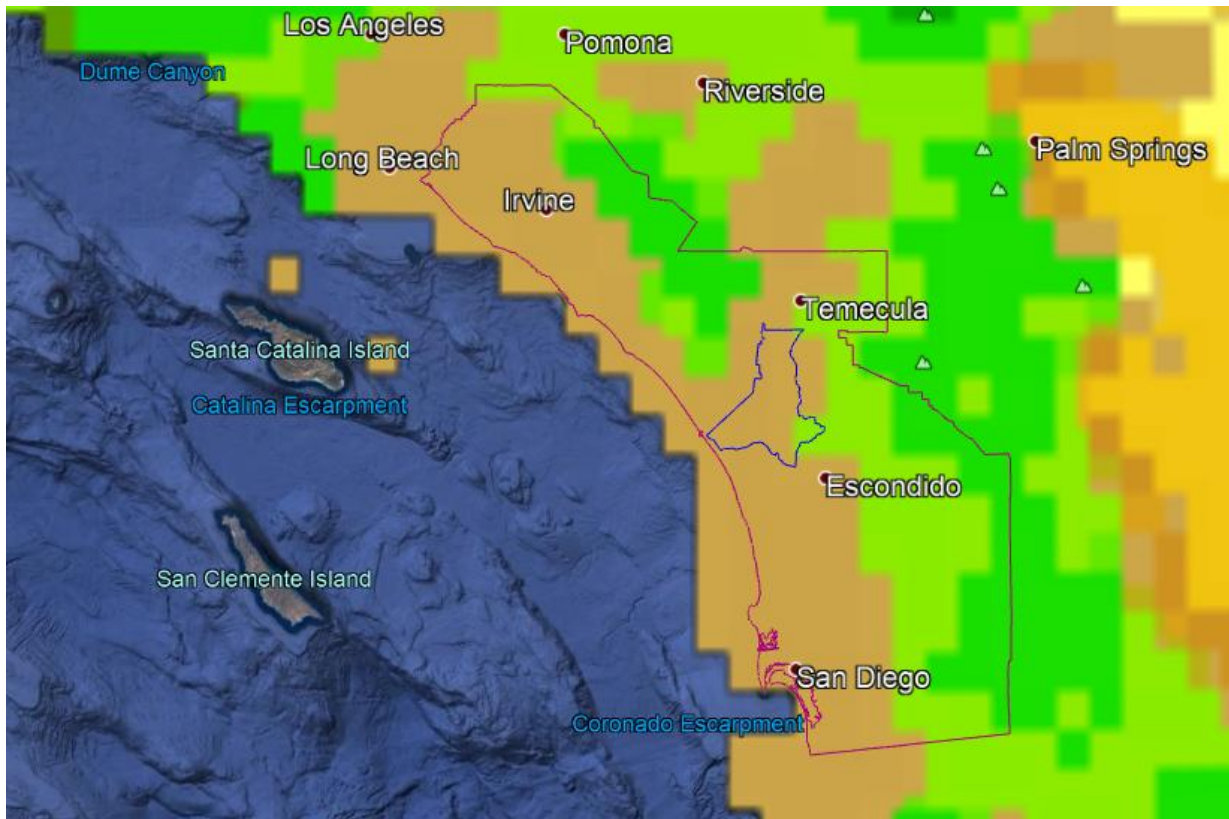 Los Angeles
Pomona
Dume Canyon
Riverside
Long Beach
Palm Springs
Irvine
Temecula
Santa Catalina Island
Catalina Escarpment
Escondido
San Clemente Island
San Diego
Coronado Escarpment